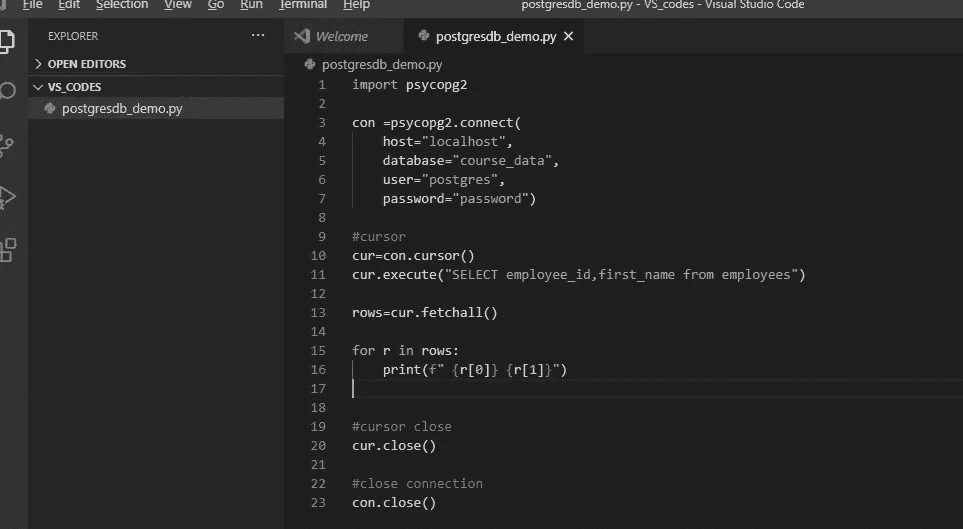 File Edit Selection View Go Run Terminal Help postgresdb_demo.py - VS_codes - Visual Studio Code
EXPLORER ...
Welcome
postgresdb_demo.py
OPEN EDITORS
VS_CODES
postgresdb_demo.py
postgresdb_demo.py
1 import psycopg2
2
3 con =psycopg2.connect(
4     host="localhost",
5     database="course_data",
6     user="postgres",
7     password="password")
8
9 #cursor
10 cur=con.cursor()
11 cur.execute("SELECT employee_id,first_name from employees")
12
13 rows=cur.fetchall()
14
15 for r in rows:
16     print(f" {r[0]} {r[1]}")
17
18
19 #cursor close
20 cur.close()
21
22 #close connection
23 con.close()